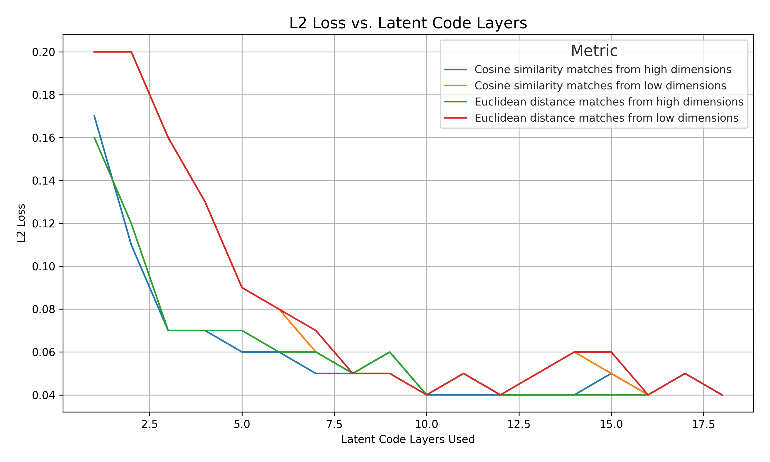 L2 Loss vs. Latent Code Layers
Metric
Cosine similarity matches from high dimensions
Cosine similarity matches from low dimensions
Euclidean distance matches from high dimensions
Euclidean distance matches from low dimensions
L2 Loss
0.20
0.18
0.16
0.14
0.12
0.10
0.08
0.06
0.04
2.5 5.0 7.5 10.0 12.5 15.0 17.5
Latent Code Layers Used